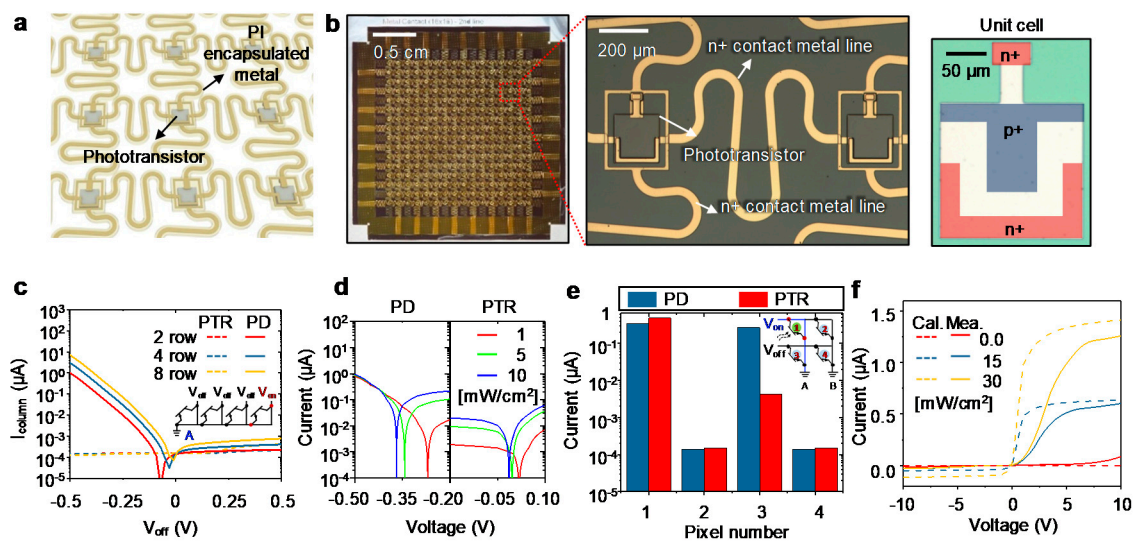 a
PI
encapsulated
metal
Phototransistor
b
Metal Contact (16x16) - 2nd line
0.5 cm
200 μm
n+ contact metal line
Phototransistor
n+ contact metal line
Unit cell
50 μm
n+
p+
n+
c
I_column (μA)
10³
10²
10¹
10⁰
10⁻¹
10⁻²
10⁻³
10⁻⁴
10⁻⁵
PTR PD
2 row
4 row
8 row
V_off V_off V_off V_on
A
-0.5 0 0.5
V_off (V)
d
PD PTR
Current (μA)
10²
10¹
10⁰
10⁻¹
10⁻²
10⁻³
10⁻⁴
1
5
10
[mW/cm²]
-0.50 -0.35 -0.20 -0.10 0.10
Voltage (V)
e
PD PTR
Current (μA)
1
10⁻¹
10⁻²
10⁻³
10⁻⁴
10⁻⁵
V_on 1 2
V_off 3 4
A B
1 2 3 4
Pixel number
f
Current (μA)
1.5
1.0
0.5
0.0
Cal. Mea.
0.0
15
30
[mW/cm²]
-10 -5 0 5 10
Voltage (V)